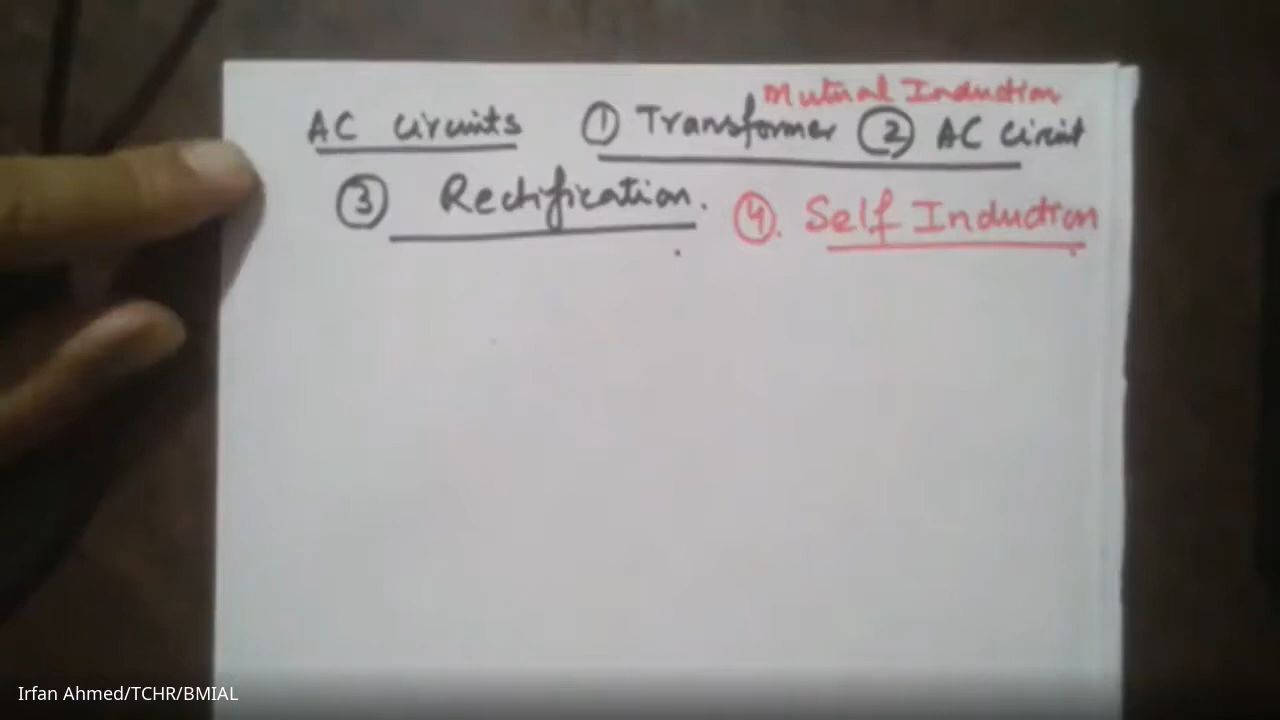 Mutual Induction
AC Circuits ① Transformer ② AC Circuit
③ Rectification. ④. Self Induction
Irfan Ahmed/TCHR/BMIAL